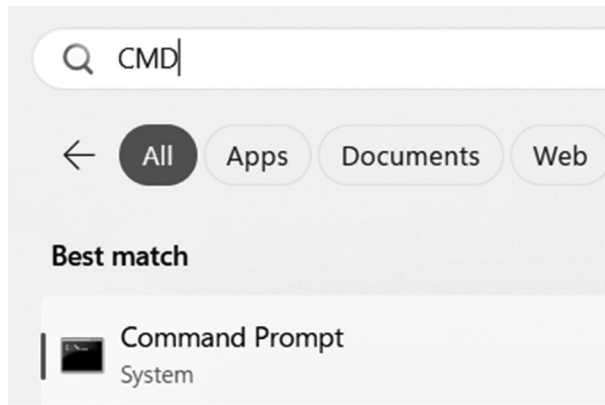 CMD
All Apps Documents Web
Best match
Command Prompt
System